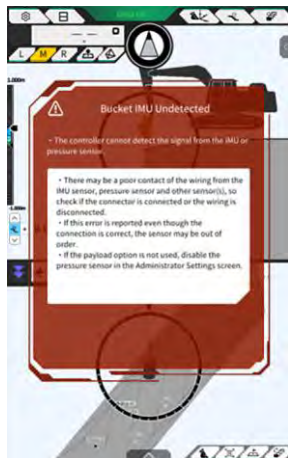 L M R
1.000m
Bucket IMU Undetected
・The controller cannot detect the signal from the IMU or
pressure sensor.
・There may be a poor contact of the wiring from the
IMU sensor, pressure sensor and other sensor(s), so
check if the connector is connected or the wiring is
disconnected.
・If this error is reported even though the
connection is correct, the sensor may be out of
order.
・If the payload option is not used, disable the
pressure sensor in the Administrator Settings screen.
-1.000m